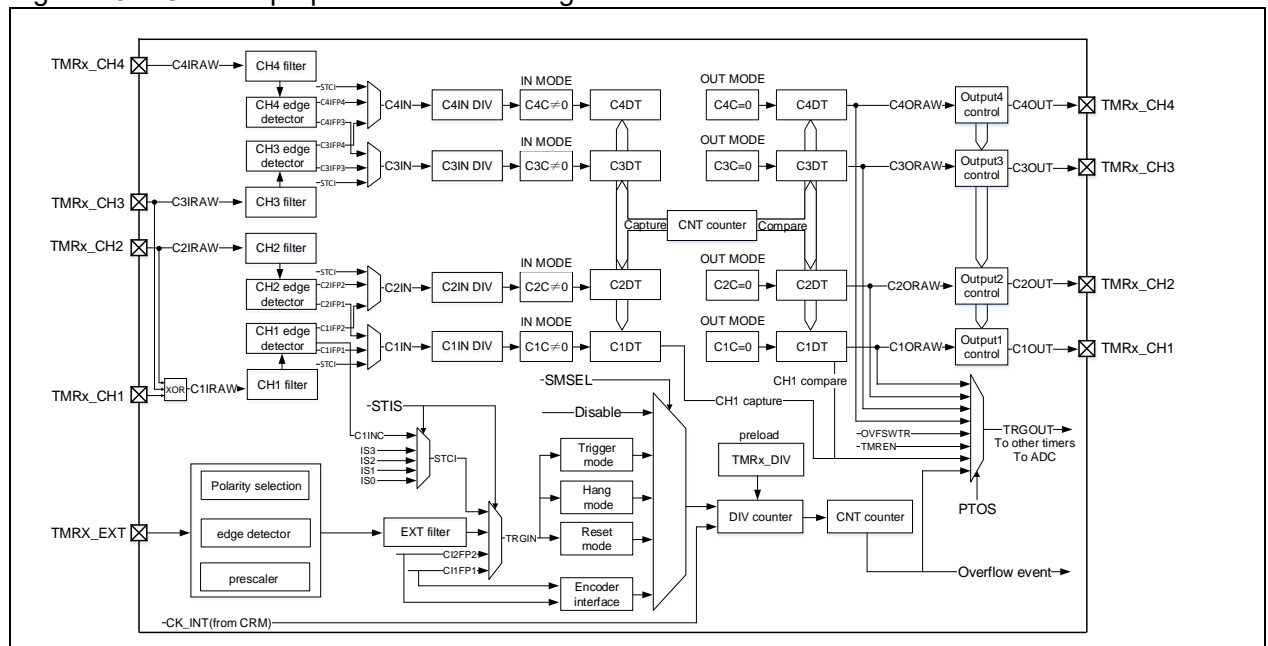 TMRx_CH4
C4IRAW
CH4 filter
STCI
C4IFP4
C4IFP3
CH4 edge
detector
C4IN
C4IN DIV
IN MODE
C4C≠0
C4DT
OUT MODE
C4C=0
C4DT
C4ORAW
Output4
control
C4OUT
TMRx_CH4
CH3 edge
detector
C3IFP4
C3IFP3
STCI
C3IN
C3IN DIV
C3C≠0
C3DT
C3C=0
C3DT
C3ORAW
Output3
control
C3OUT
TMRx_CH3
TMRx_CH3
C3IRAW
CH3 filter
Capture
CNT counter
Compare
TMRx_CH2
C2IRAW
CH2 filter
STCI
C2IFP2
C2IFP1
CH2 edge
detector
C2IN
C2IN DIV
IN MODE
C2C≠0
C2DT
OUT MODE
C2C=0
C2DT
C2ORAW
Output2
control
C2OUT
TMRx_CH2
CH1 edge
detector
C1IFP2
C1IFP1
STCI
C1IN
C1IN DIV
IN MODE
C1C≠0
C1DT
OUT MODE
C1C=0
C1DT
C1ORAW
Output1
control
C1OUT
TMRx_CH1
TMRx_CH1
XOR
C1IRAW
CH1 filter
CH1 compare
CH1 capture
STIS
SMSEL
Disable
C1INC
IS3
IS2
IS1
IS0
STCI
OVFSWTR
TMREN
TRGOUT
To other timers
To ADC
PTOS
preload
TMRx_DIV
Trigger
mode
Hang
mode
Reset
mode
Encoder
interface
TMRX_EXT
Polarity selection
edge detector
prescaler
EXT filter
CI2FP2
CI1FP1
TRGIN
DIV counter
CNT counter
Overflow event
CK_INT(from CRM)